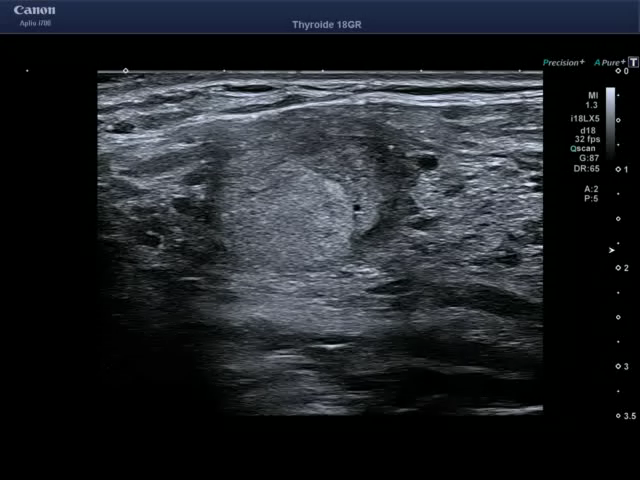 Canon
Aplio i700
Thyroide 18GR
Precision+ A Pure+ T
0
MI
1.3
i18LX5
d18
32 fps
Qscan
G:87
DR:65
1
A:2
P:5
2
3
3.5